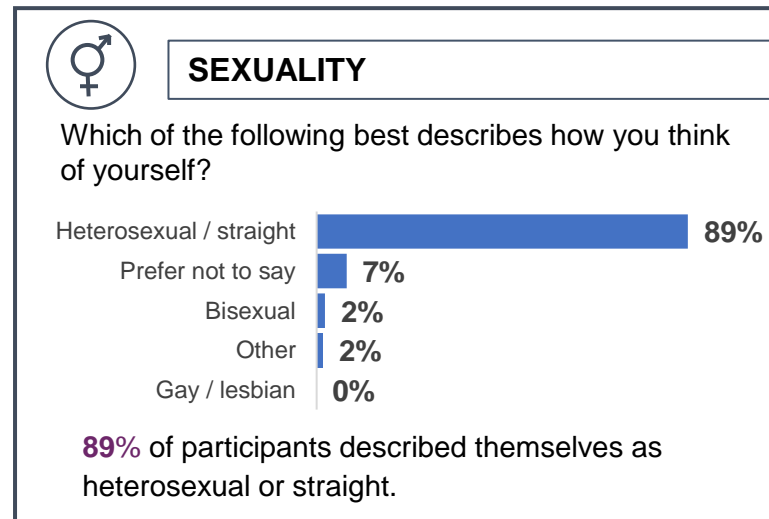 SEXUALITY
Which of the following best describes how you think
of yourself?
Heterosexual / straight 89%
Prefer not to say 7%
Bisexual 2%
Other 2%
Gay / lesbian 0%
89% of participants described themselves as
heterosexual or straight.